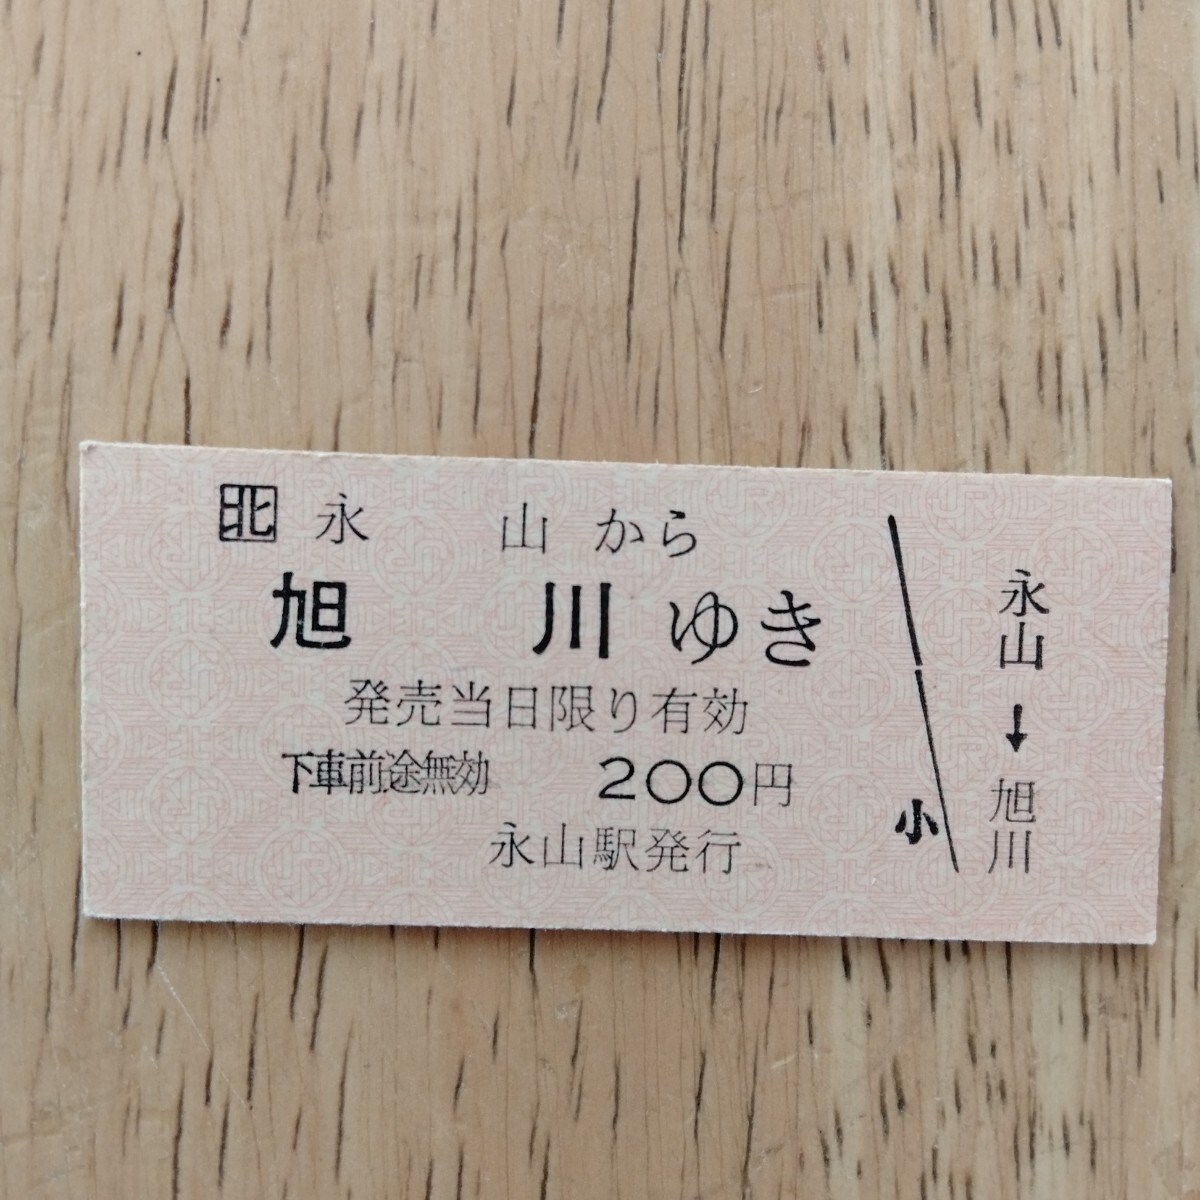 北 永山から
旭川ゆき
発売当日限り有効
下車前途無効 200円
永山駅発行
小
永山→旭川